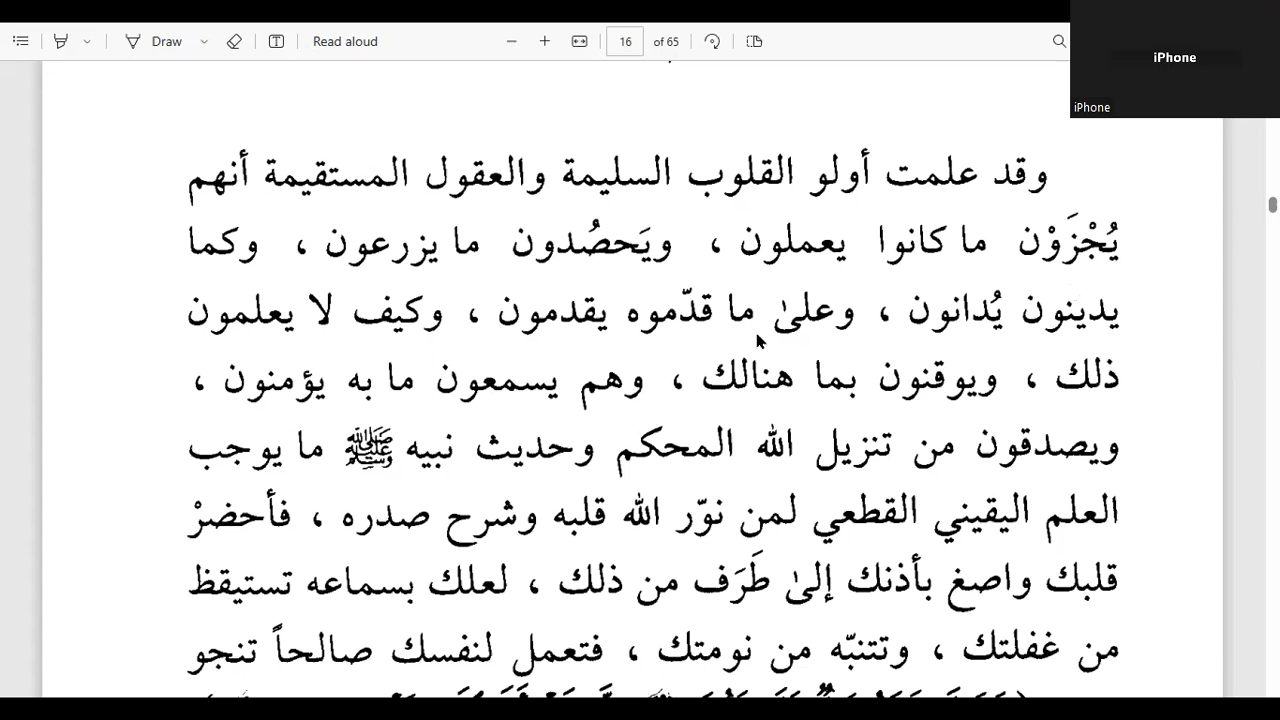 Draw
Read aloud
16
of 65
iPhone
iPhone
وقد علمت أولو القلوب السليمة والعقول المستقيمة أنهم
يُجْزَوْن ما كانوا يعملون ، ويَحصُدون ما يزرعون ، وكما
يدينون يُدانون ، وعلىٰ ما قدّموه يقدمون ، وكيف لا يعلمون
ذلك ، ويوقنون بما هنالك ، وهم يسمعون ما به يؤمنون ،
ويصدقون من تنزيل الله المحكم وحديث نبيه ﷺ ما يوجب
العلم اليقيني القطعي لمن نوّر الله قلبه وشرح صدره ، فأحضرْ
قلبك واصغ بأذنك إلىٰ طَرَف من ذلك ، لعلك بسماعه تستيقظ
من غفلتك ، وتتنبّه من نومتك ، فتعمل لنفسك صالحاً تنجو